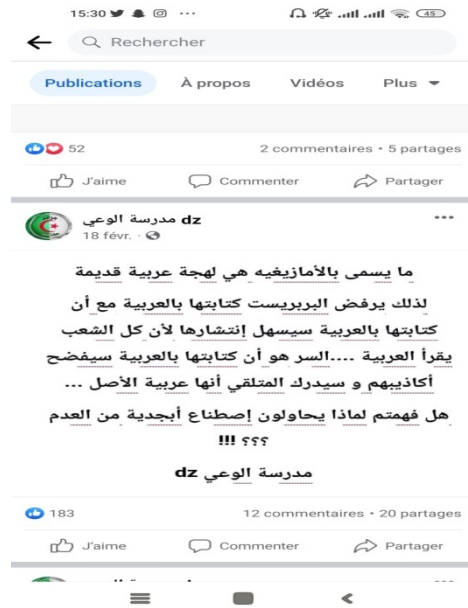 15:30
45
Rechercher
Publications À propos Vidéos Plus
52 2 commentaires • 5 partages
J'aime Commenter Partager
مدرسة الوعي dz
18 févr. ·
ما يسمى بالأمازيغيه هي لهجة عربية قديمة
لذلك يرفض البربريست كتابتها بالعربية مع أن
كتابتها بالعربية سيسهل إنتشارها لأن كل الشعب
يقرأ العربية ....السر هو أن كتابتها بالعربية سيفضح
أكاذيبهم و سيدرك المتلقي أنها عربية الأصل ...
هل فهمتم لماذا يحاولون إصطناع أبجدية من العدم
؟؟؟ !!!
مدرسة الوعي dz
183 12 commentaires • 20 partages
J'aime Commenter Partager